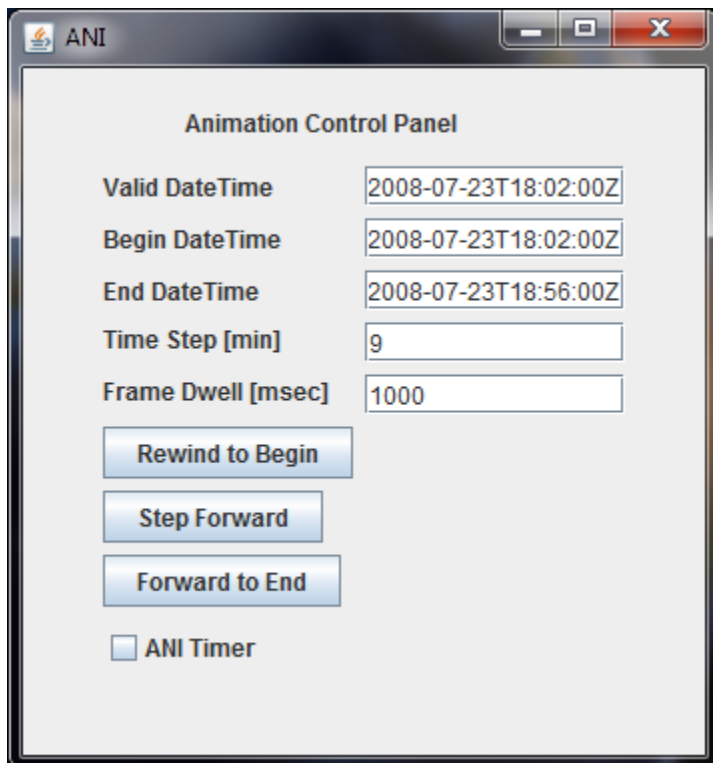 ANI
Animation Control Panel
Valid DateTime 2008-07-23T18:02:00Z
Begin DateTime 2008-07-23T18:02:00Z
End DateTime 2008-07-23T18:56:00Z
Time Step [min] 9
Frame Dwell [msec] 1000
Rewind to Begin
Step Forward
Forward to End
ANI Timer